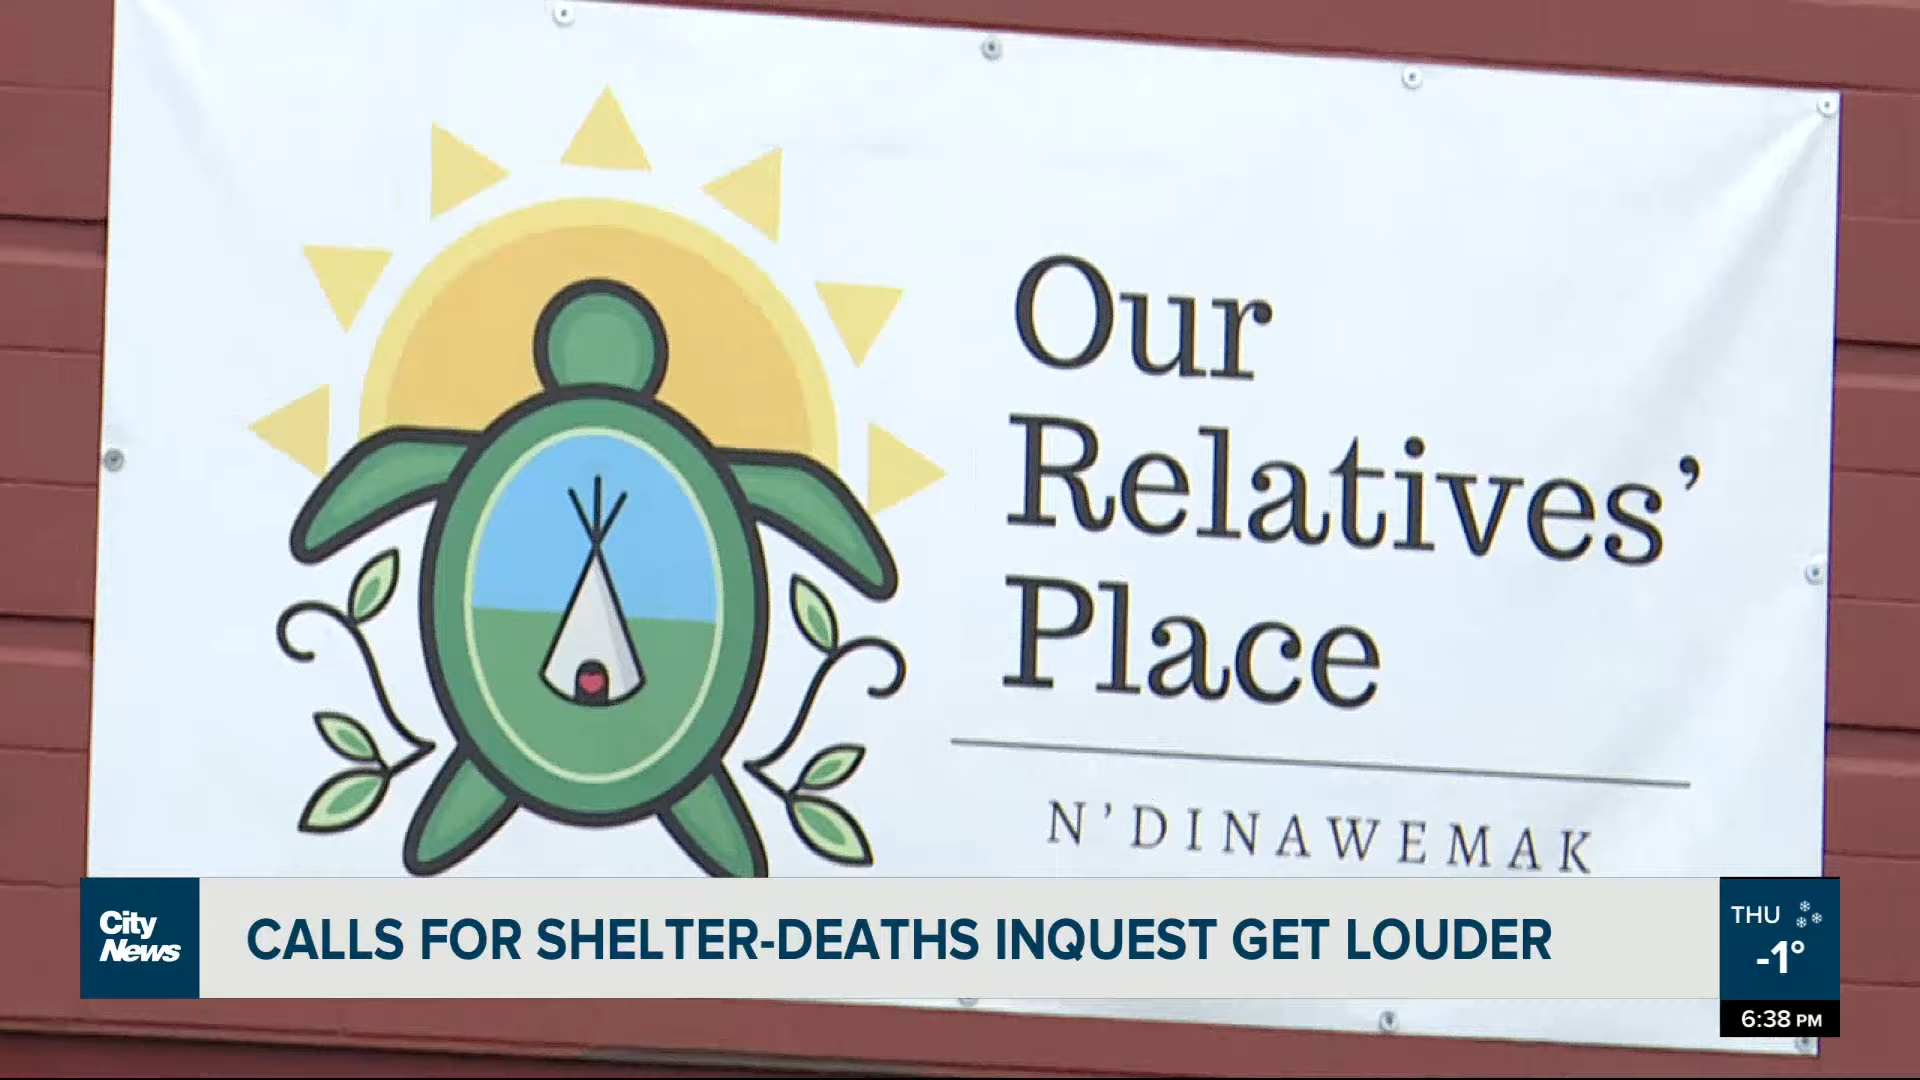 Our
Relatives’
Place
N’DINAWEMAK
City
News
CALLS FOR SHELTER-DEATHS INQUEST GET LOUDER
THU
-1°
6:38 PM